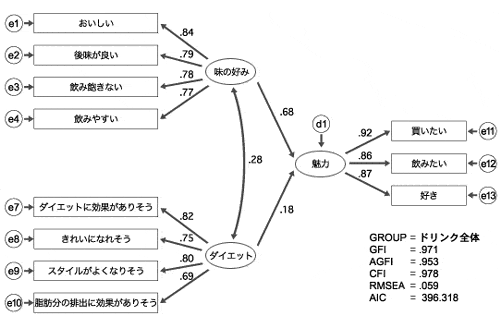 e1
おいしい
e2
後味が良い
e3
飲み飽きない
e4
飲みやすい
.84
.79
.78
.77
味の好み
.68
d1
.28
魅力
.92
.86
.87
買いたい
e11
飲みたい
e12
好き
e13
.18
e7
ダイエットに効果がありそう
e8
きれいになれそう
e9
スタイルがよくなりそう
e10
脂肪分の排出に効果がありそう
.82
.75
.80
.69
ダイエット
GROUP = ドリンク全体
GFI = .971
AGFI = .953
CFI = .978
RMSEA = .059
AIC = 396.318